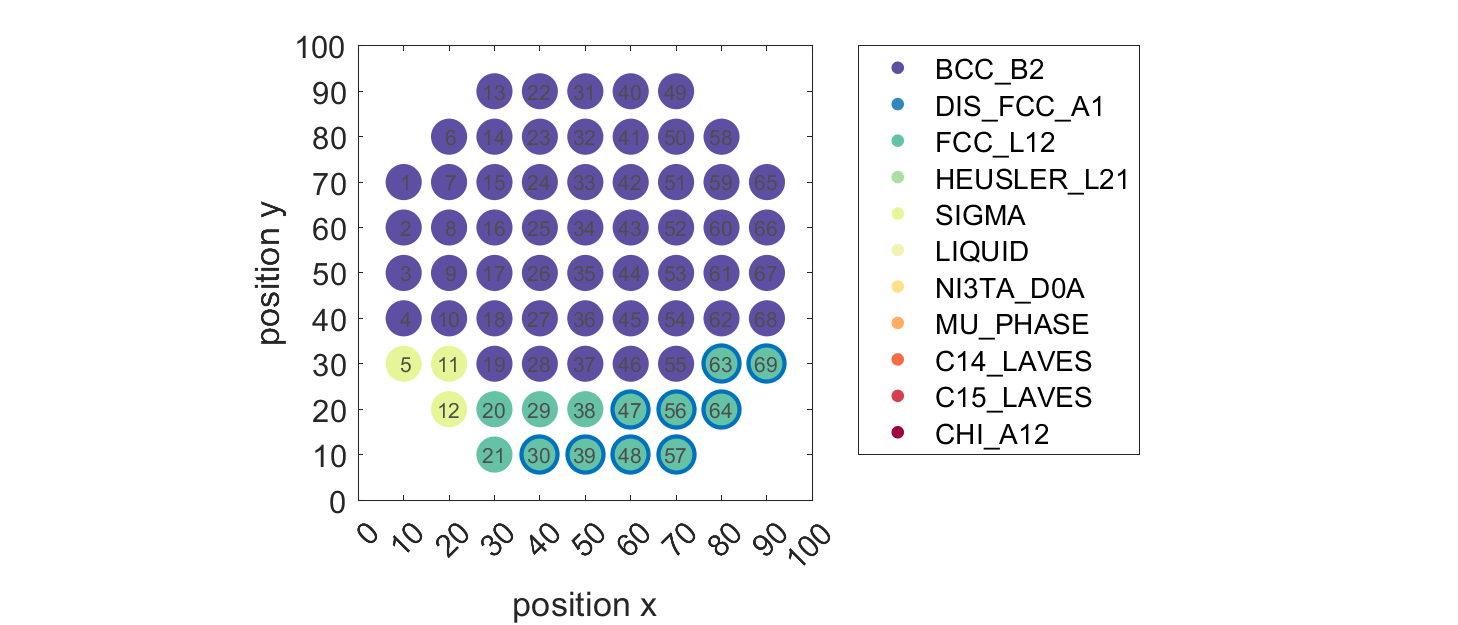 100
90
80
70
60
50
40
30
20
10
0
position y
13 22 31 40 49
6 14 23 32 41 50 58
1 7 15 24 33 42 51 59 65
2 8 16 25 34 43 52 60 66
3 9 17 26 35 44 53 61 67
4 10 18 27 36 45 54 62 68
5 11 19 28 37 46 55 63 69
12 20 29 38 47 56 64
21 30 39 48 57
0 10 20 30 40 50 60 70 80 90 100
position x
BCC_B2
DIS_FCC_A1
FCC_L12
HEUSLER_L21
SIGMA
LIQUID
NI3TA_D0A
MU_PHASE
C14_LAVES
C15_LAVES
CHI_A12